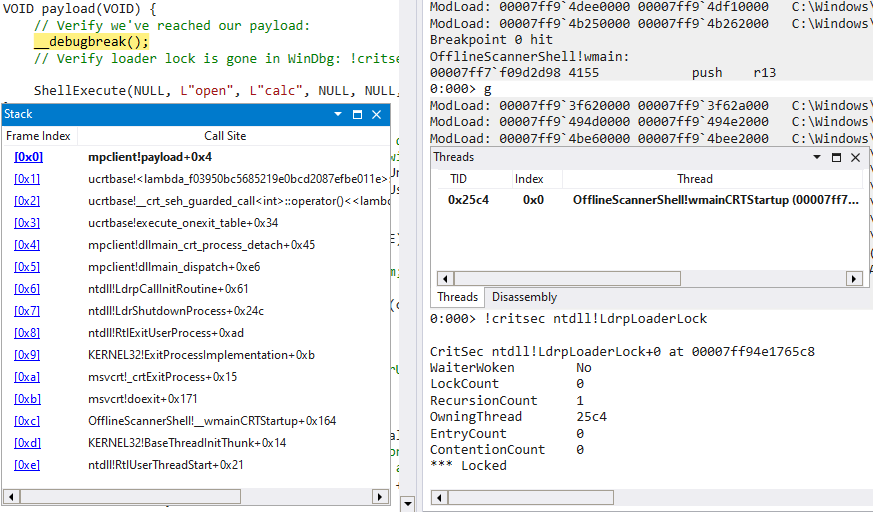 VOID payload(VOID) {
// Verify we've reached our payload:
__debugbreak();
// Verify loader lock is gone in WinDbg: !critse
ShellExecute(NULL, L"open", L"calc", NULL, NULL,
Stack
Frame Index Call Site
[0x0] mpclient!payload+0x4
[0x1] ucrtbase!<lambda_f03950bc5685219e0bcd2087efbe011e>
[0x2] ucrtbase!__crt_seh_guarded_call<int>::operator()<<lambc
[0x3] ucrtbase!execute_onexit_table+0x34
[0x4] mpclient!dllmain_crt_process_detach+0x45
[0x5] mpclient!dllmain_dispatch+0xe6
[0x6] ntdll!LdrpCallInitRoutine+0x61
[0x7] ntdll!LdrShutdownProcess+0x24c
[0x8] ntdll!RtlExitUserProcess+0xad
[0x9] KERNEL32!ExitProcessImplementation+0xb
[0xa] msvcrt!_crtExitProcess+0x15
[0xb] msvcrt!doexit+0x171
[0xc] OfflineScannerShell!__wmainCRTStartup+0x164
[0xd] KERNEL32!BaseThreadInitThunk+0x14
[0xe] ntdll!RtlUserThreadStart+0x21
ModLoad: 00007ff9`4dee0000 00007ff9`4df10000 C:\Windows\
ModLoad: 00007ff9`4b250000 00007ff9`4b262000 C:\Windows\
Breakpoint 0 hit
OfflineScannerShell!wmain:
00007ff7`f09d2d98 4155 push r13
0:000> g
ModLoad: 00007ff9`3f620000 00007ff9`3f62a000 C:\Windows\
ModLoad: 00007ff9`494d0000 00007ff9`494e2000 C:\Windows\
ModLoad: 00007ff9`4be60000 00007ff9`4bee2000 C:\Windows\
Threads
TID Index Thread
0x25c4 0x0 OfflineScannerShell!wmainCRTStartup (00007ff7...
Threads Disassembly
0:000> !critsec ntdll!LdrpLoaderLock
CritSec ntdll!LdrpLoaderLock+0 at 00007ff94e1765c8
WaiterWoken No
LockCount 0
RecursionCount 1
OwningThread 25c4
EntryCount 0
ContentionCount 0
*** Locked